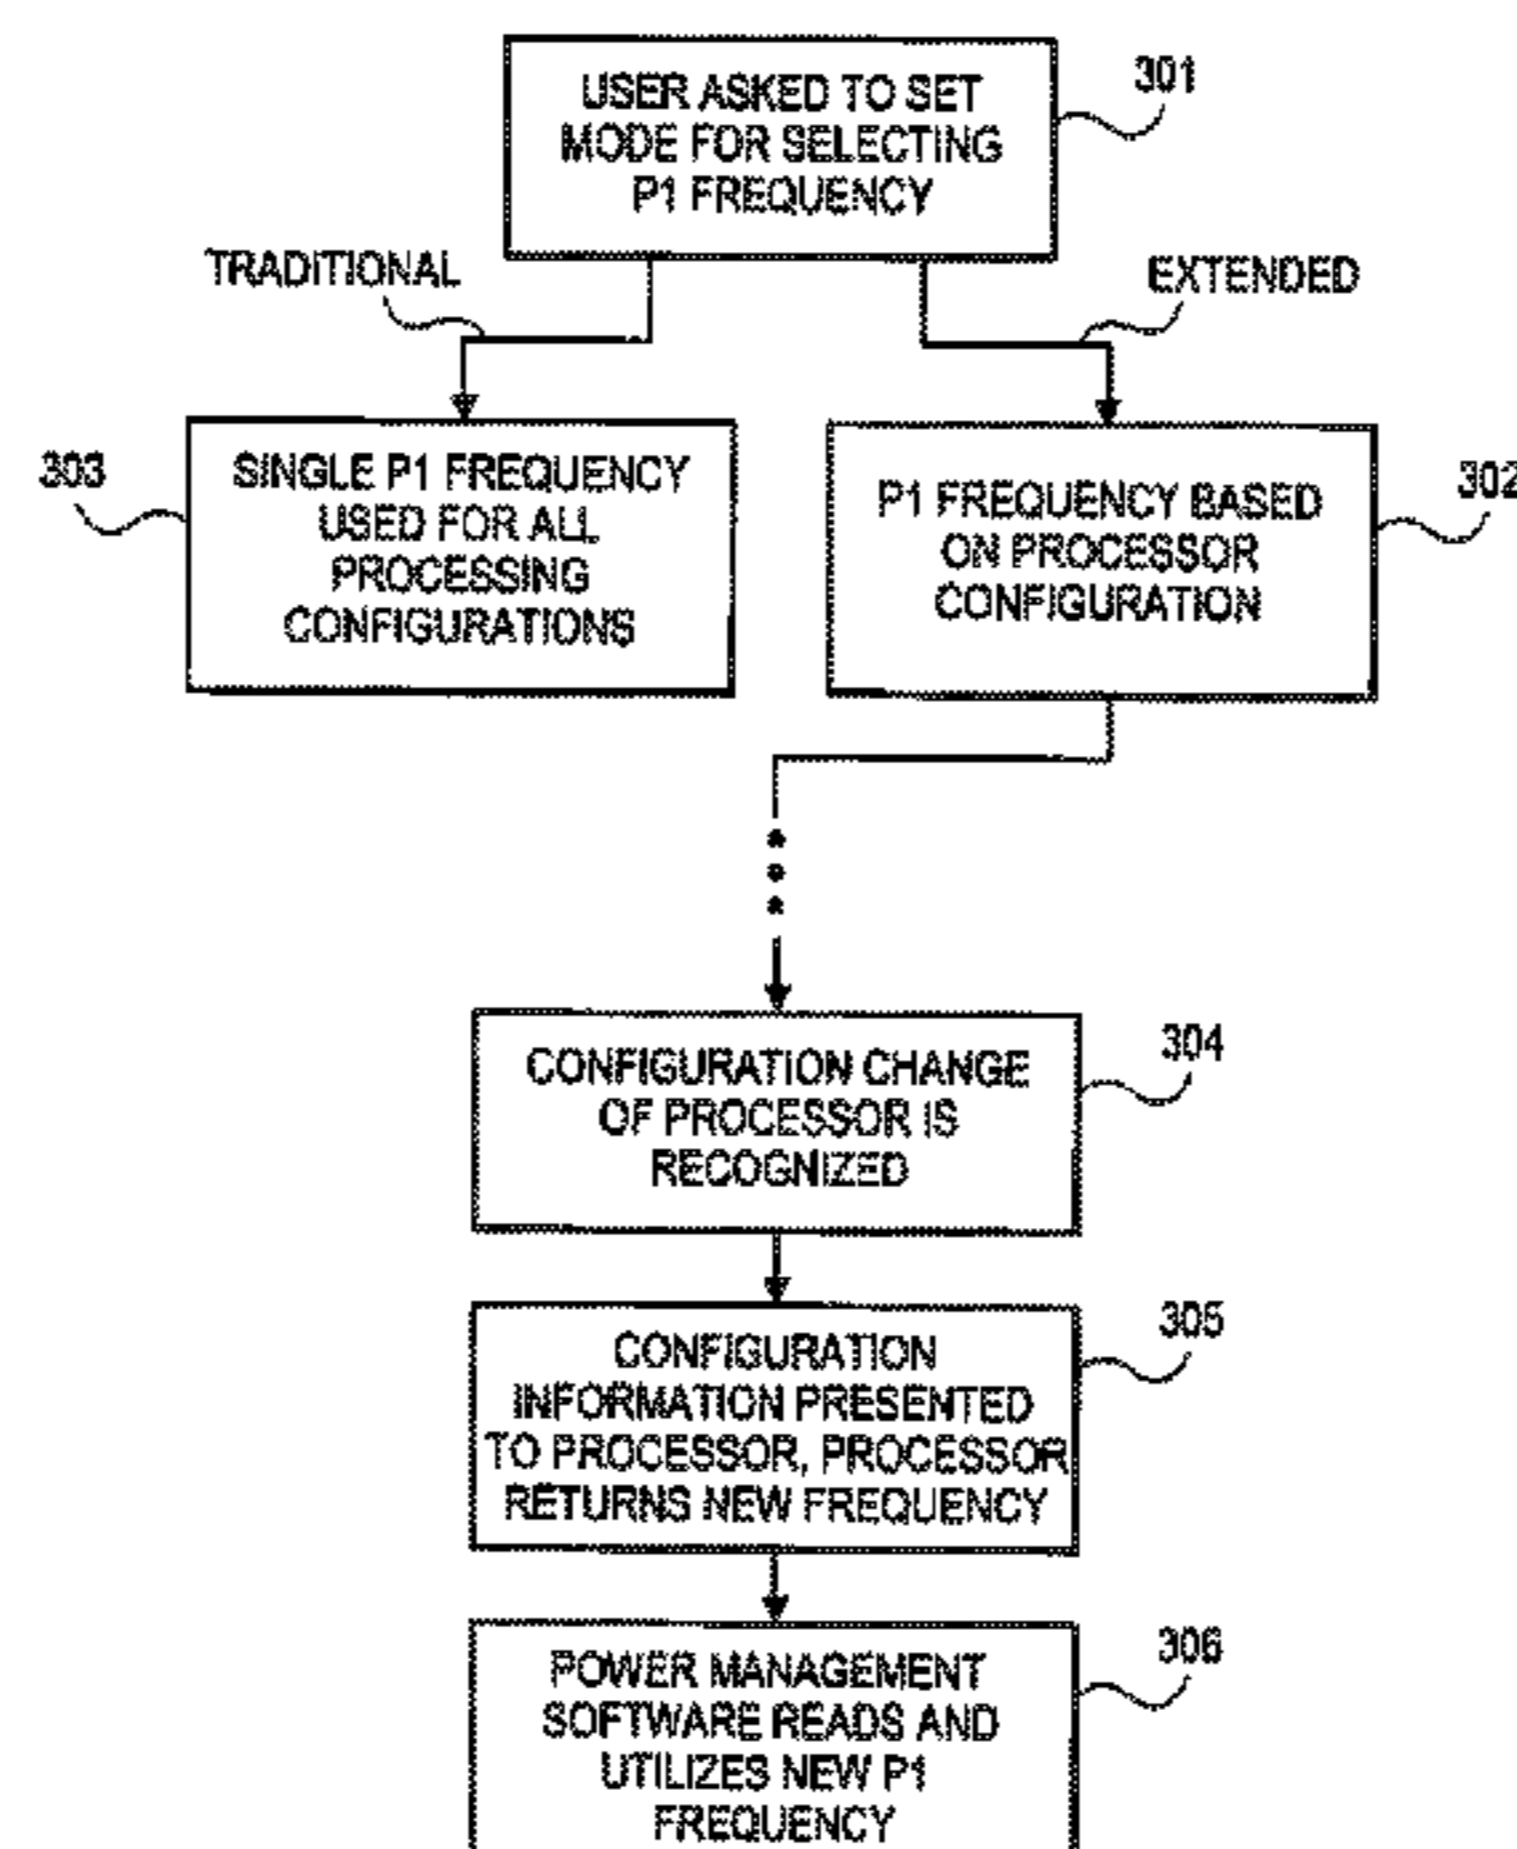 USER ASKED TO SET
MODE FOR SELECTING
P1 FREQUENCY
301
TRADITIONAL
EXTENDED
303
SINGLE P1 FREQUENCY
USED FOR ALL
PROCESSING
CONFIGURATIONS
P1 FREQUENCY BASED
ON PROCESSOR
CONFIGURATION
302
CONFIGURATION CHANGE
OF PROCESSOR IS
RECOGNIZED
304
CONFIGURATION
INFORMATION PRESENTED
TO PROCESSOR, PROCESSOR
RETURNS NEW FREQUENCY
305
POWER MANAGEMENT
SOFTWARE READS AND
UTILIZES NEW P1
FREQUENCY
306